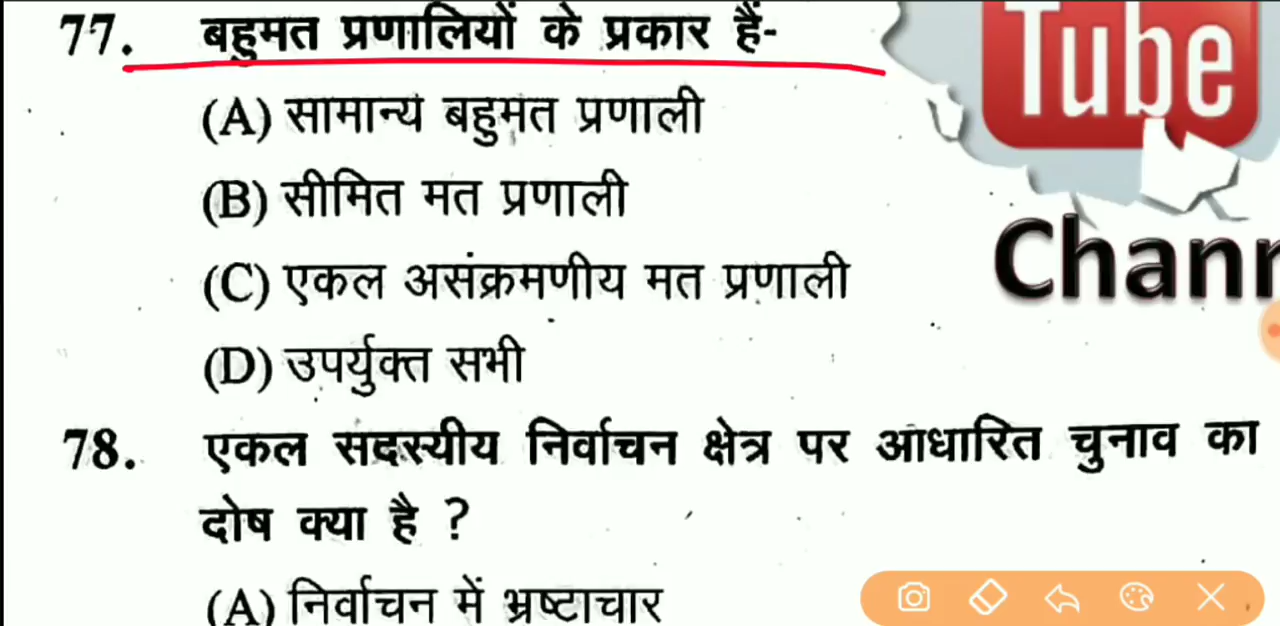 77. बहुमत प्रणालियों के प्रकार हैं-
Tube
(A) सामान्य बहुमत प्रणाली
(B) सीमित मत प्रणाली
(C) एकल असंक्रमणीय मत प्रणाली
Chann
(D) उपर्युक्त सभी
78. एकल सदस्यीय निर्वाचन क्षेत्र पर आधारित चुनाव का
दोष क्या है ?
(A) निर्वाचन में भ्रष्टाचार